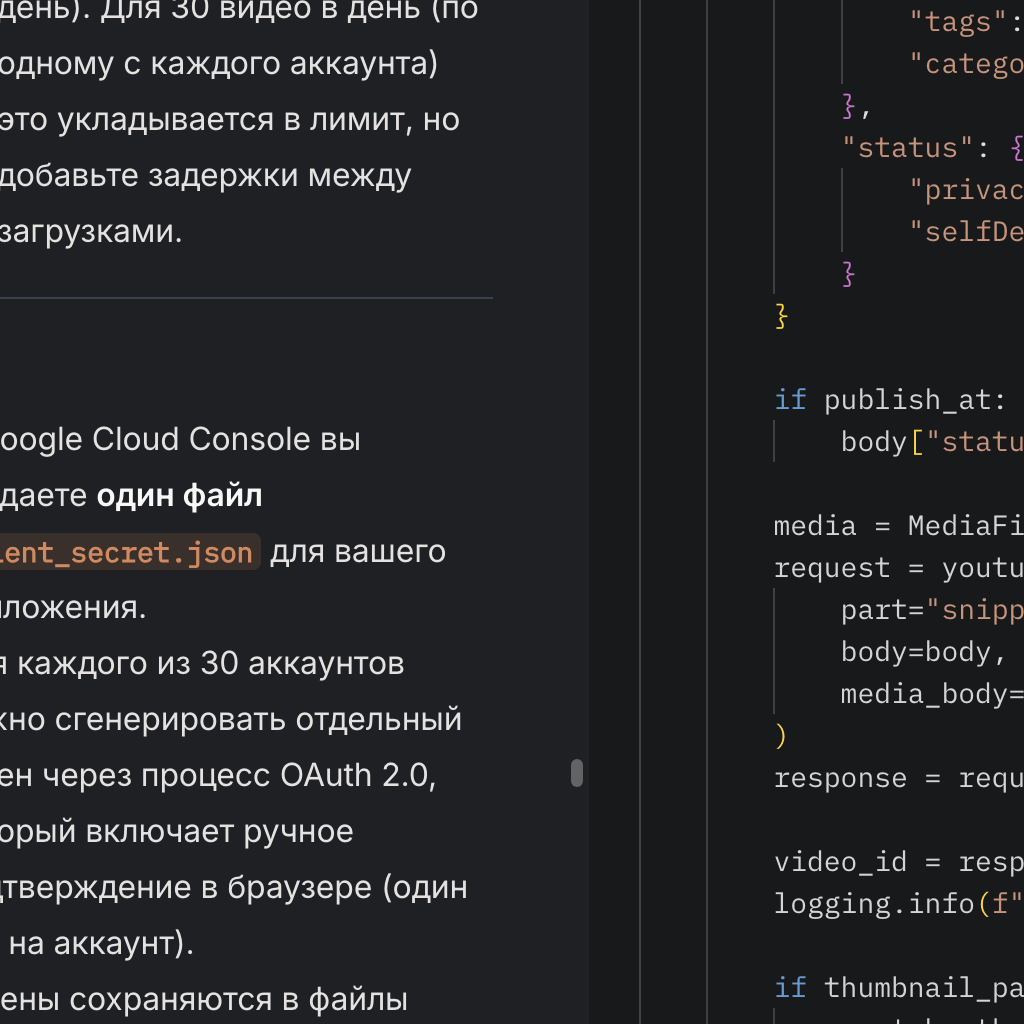 день). Для 30 видео в день (по
одному с каждого аккаунта)
это укладывается в лимит, но
добавьте задержки между
загрузками.
oogle Cloud Console вы
даете один файл
ient_secret.json для вашего
ложения.
я каждого из 30 аккаунтов
жно сгенерировать отдельный
ен через процесс OAuth 2.0,
орый включает ручное
дтверждение в браузере (один
на аккаунт).
ены сохраняются в файлы
"tags":
"catego
},
"status": {
"privac
"selfDe
}
}
if publish_at:
body["statu
media = MediaFi
request = youtu
part="snipp
body=body,
media_body=
)
response = requ
video_id = resp
logging.info(f"
if thumbnail_pa